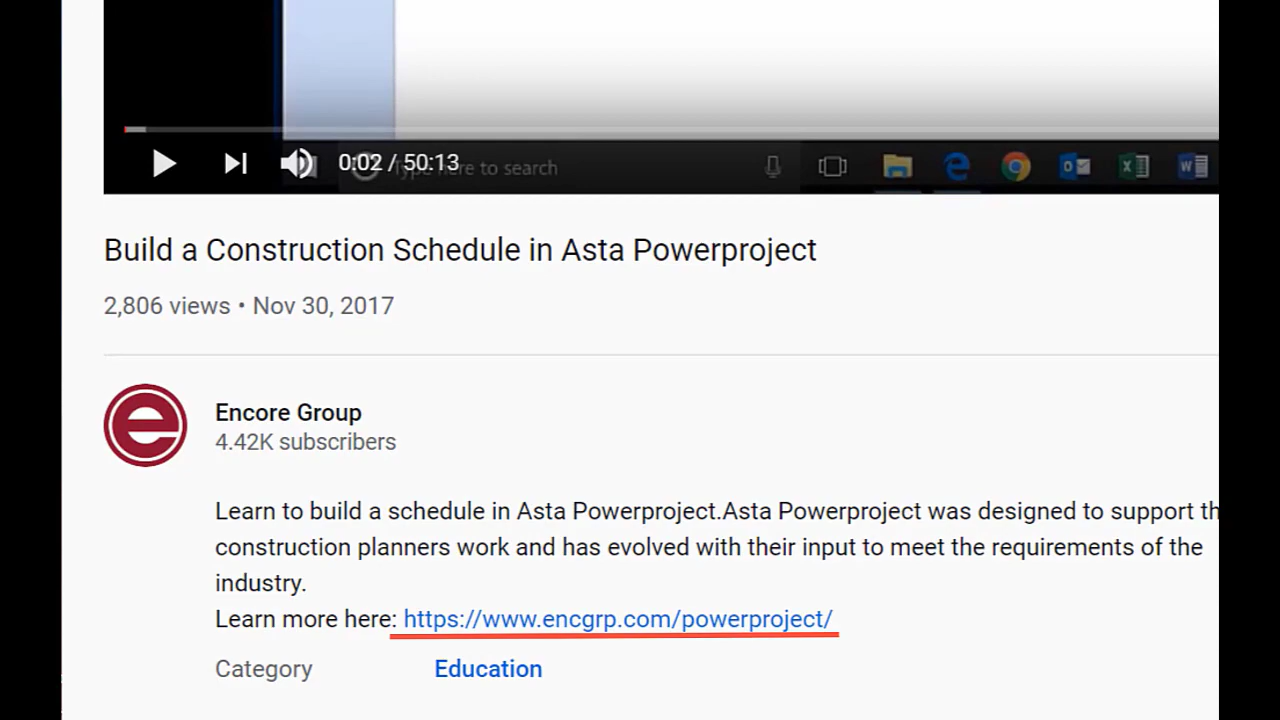 0:02 / 50:13
Type here to search
Build a Construction Schedule in Asta Powerproject
2,806 views • Nov 30, 2017
Encore Group
4.42K subscribers
Learn to build a schedule in Asta Powerproject.Asta Powerproject was designed to support th
construction planners work and has evolved with their input to meet the requirements of the
industry.
Learn more here: https://www.encgrp.com/powerproject/
Category Education